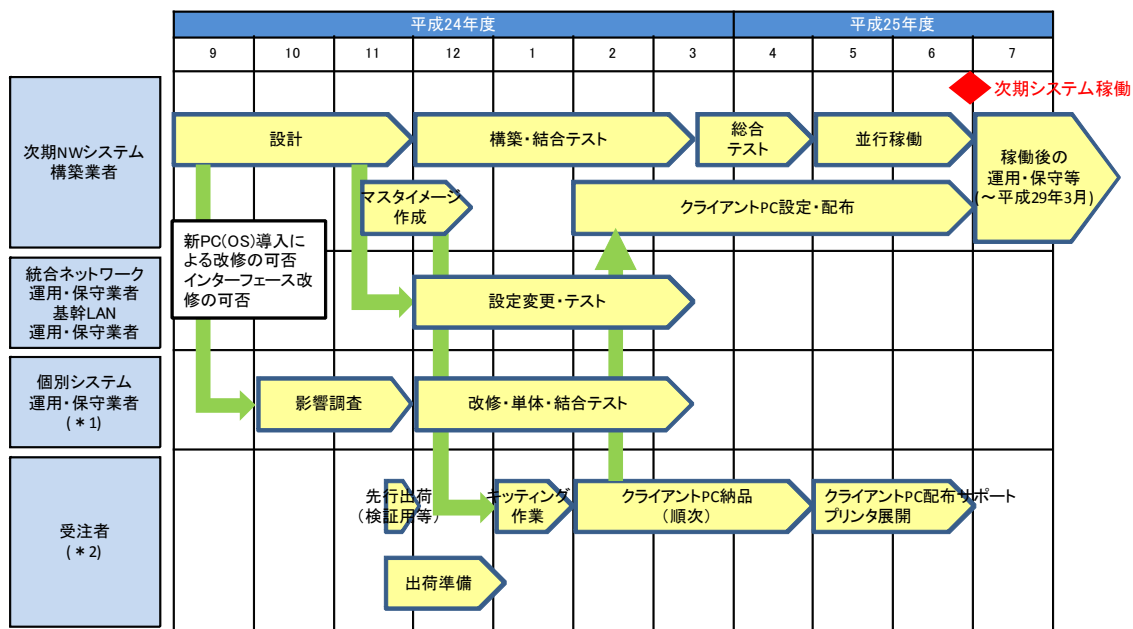 平成24年度
平成25年度
9
10
11
12
1
2
3
4
5
6
7
次期システム稼働
次期NWシステム
構築業者
設計
構築・結合テスト
総合
テスト
並行稼働
稼働後の
運用・保守等
(～平成29年3月)
マスタイメージ
作成
クライアントPC設定・配布
新PC(OS)導入に
よる改修の可否
インターフェース改
修の可否
統合ネットワーク
運用・保守業者
基幹LAN
運用・保守業者
設定変更・テスト
個別システム
運用・保守業者
(＊1)
影響調査
改修・単体・結合テスト
受注者
(＊2)
先行出荷
（検証用等）
キッティング
作業
クライアントPC納品
（順次）
クライアントPC配布サポート
プリンタ展開
出荷準備